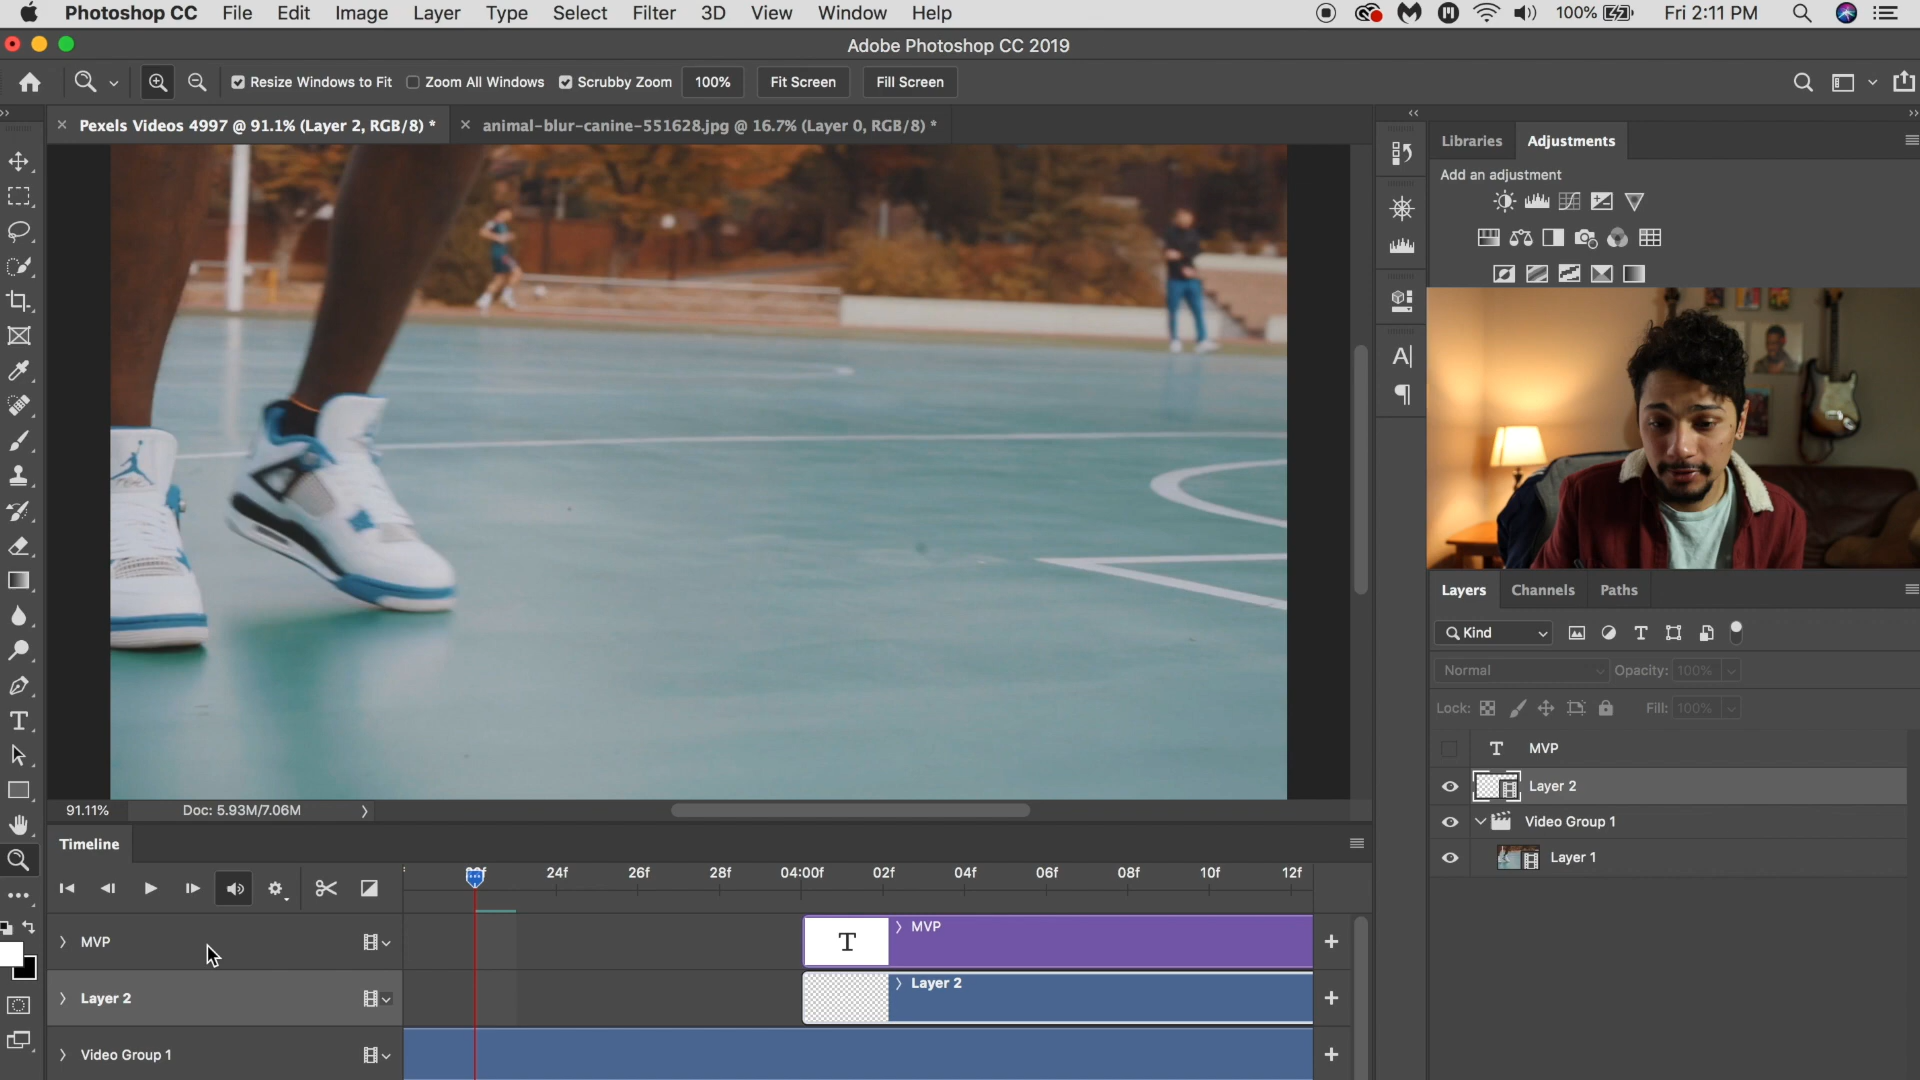 Photoshop CC File Edit Image Layer Type Select Filter 3D View Window Help 100% Fri 2:11 PM
Adobe Photoshop CC 2019
Resize Windows to Fit Zoom All Windows Scrubby Zoom 100% Fit Screen Fill Screen
Pexels Videos 4997 @ 91.1% (Layer 2, RGB/8) * animal-blur-canine-551628.jpg @ 16.7% (Layer 0, RGB/8) *
Libraries Adjustments
Add an adjustment
Layers Channels Paths
Kind
Normal Opacity: 100%
Lock: Fill: 100%
MVP
Layer 2
Video Group 1
Layer 1
91.11% Doc: 5.93M/7.06M
Timeline
24f 26f 28f 04:00f 02f 04f 06f 08f 10f 12f
MVP MVP
Layer 2 Layer 2
Video Group 1